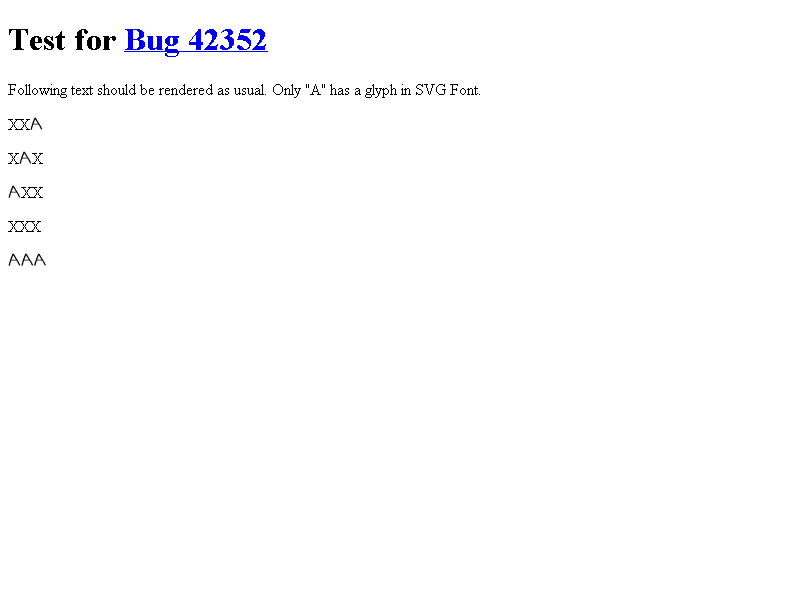 Test for Bug 42352
Following text should be rendered as usual. Only "A" has a glyph in SVG Font.
XXA
XAX
AXX
XXX
AAA